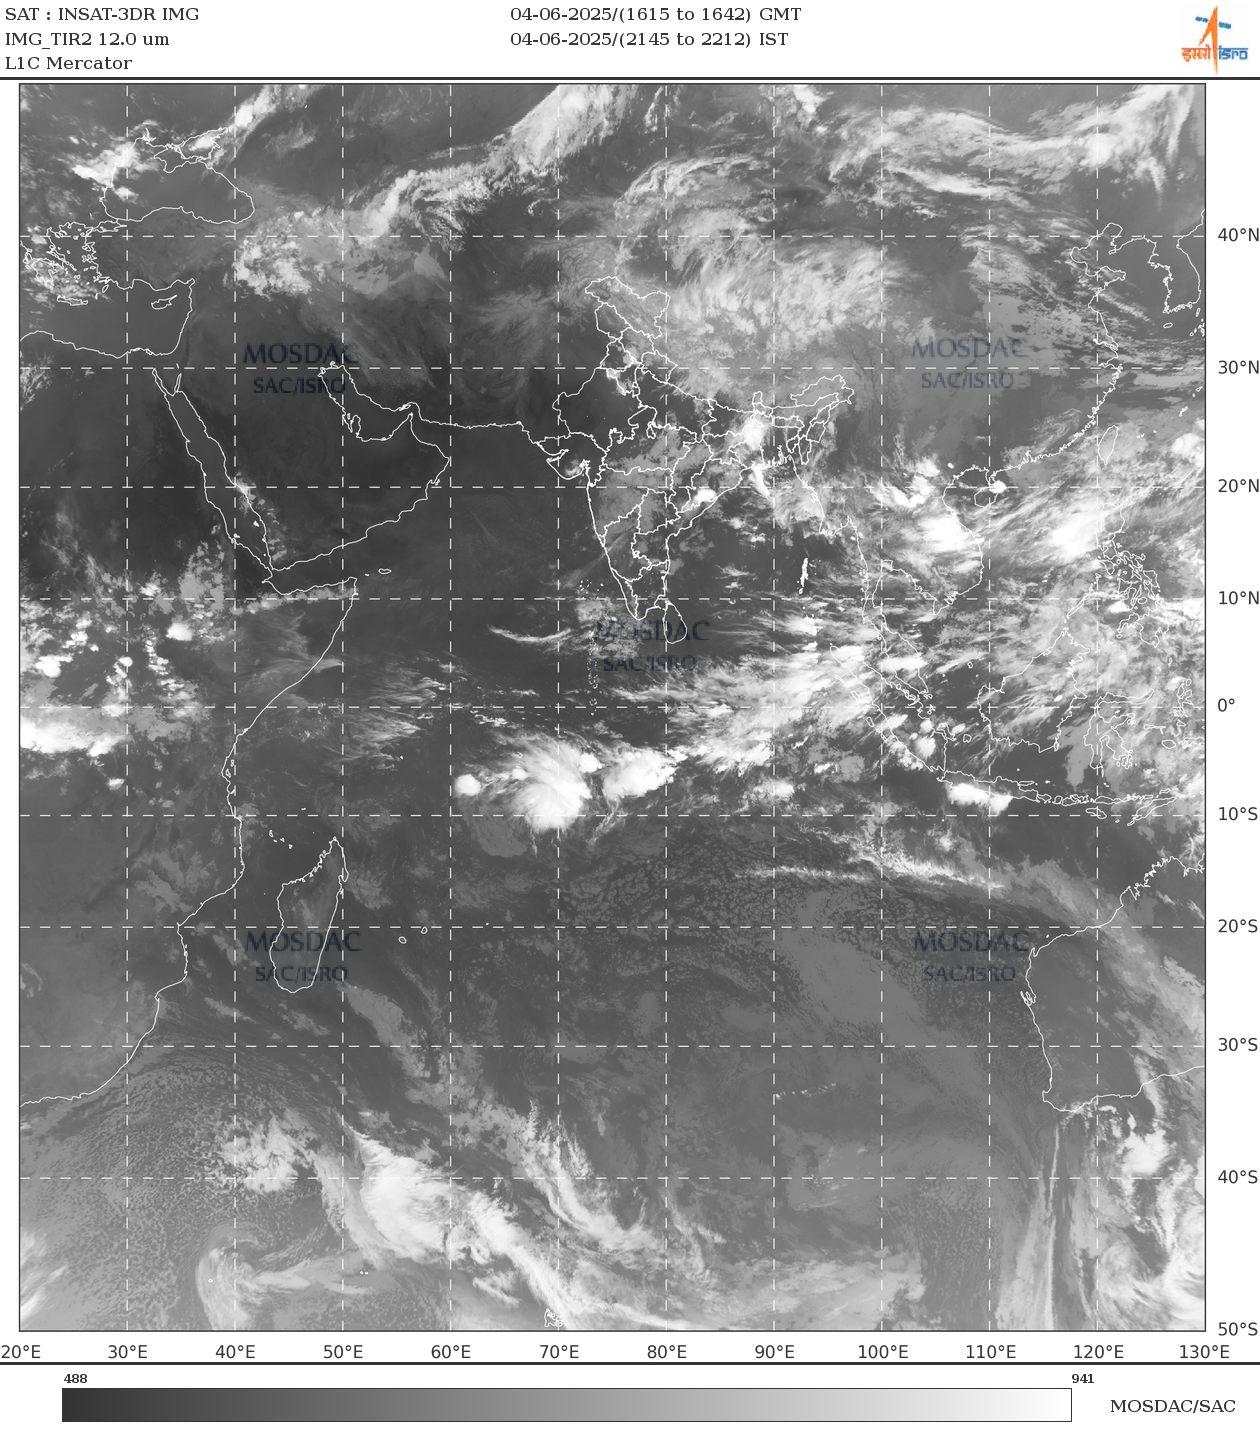 SAT : INSAT-3DR IMG
IMG_TIR2 12.0 um
L1C Mercator
04-06-2025/(1615 to 1642) GMT
04-06-2025/(2145 to 2212) IST
इसरो isro
40°N
30°N
20°N
10°N
0°
10°S
20°S
30°S
40°S
50°S
MOSDAC
SAC/ISRO
MOSDAC
SAC/ISRO
MOSDAC
SAC/ISRO
MOSDAC
SAC/ISRO
MOSDAC
SAC/ISRO
20°E 30°E 40°E 50°E 60°E 70°E 80°E 90°E 100°E 110°E 120°E 130°E
488 941
MOSDAC/SAC